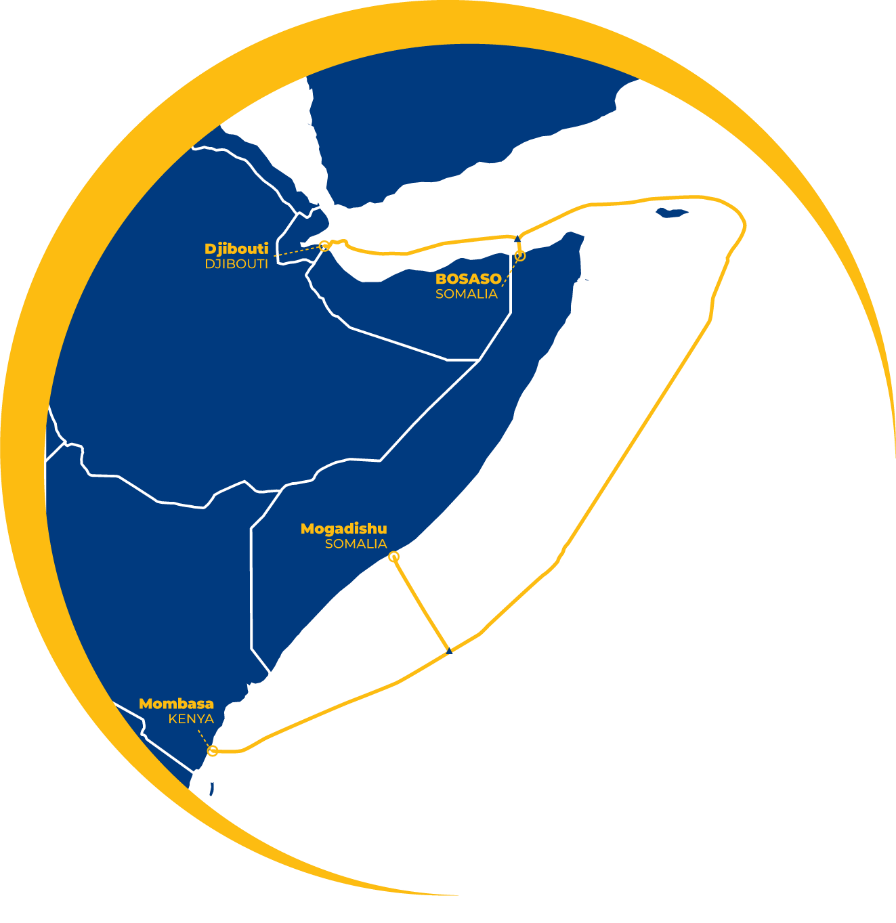 Djibouti
DJIBOUTI
BOSASO
SOMALIA
Mogadishu
SOMALIA
Mombasa
KENYA